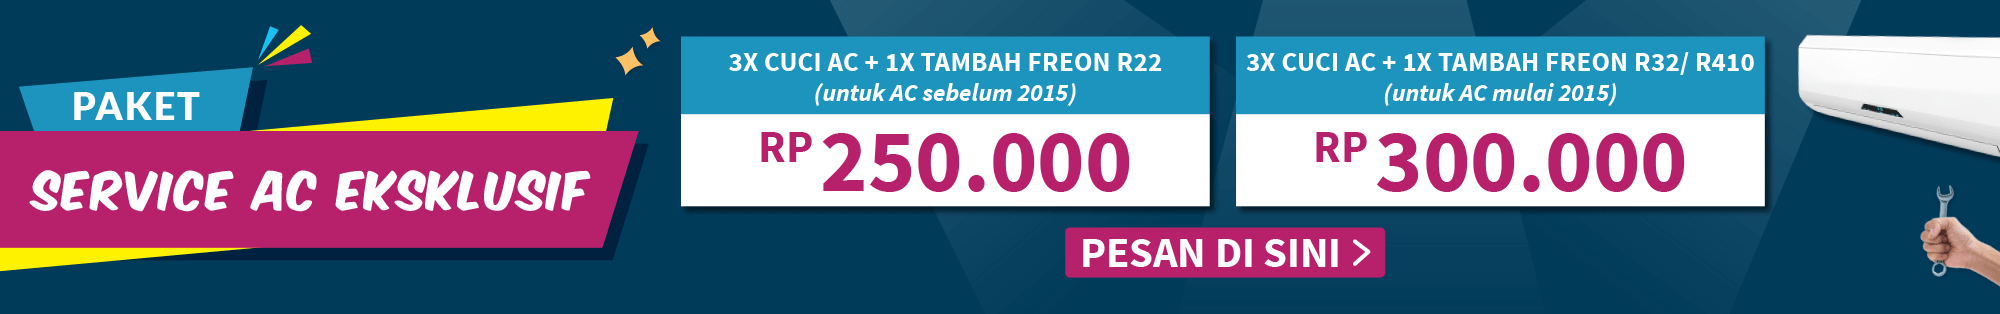 PAKET
SERVICE AC EKSKLUSIF
3X CUCI AC + 1X TAMBAH FREON R22
(untuk AC sebelum 2015)
RP 250.000
3X CUCI AC + 1X TAMBAH FREON R32/ R410
(untuk AC mulai 2015)
RP 300.000
PESAN DI SINI >